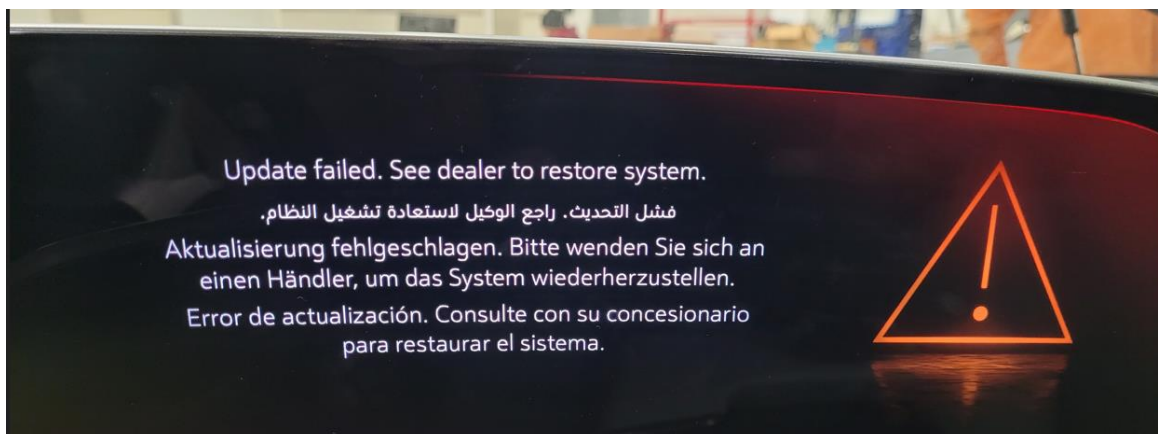 Update failed. See dealer to restore system.
فشل التحديث. راجع الوكيل لاستعادة تشغيل النظام.
Aktualisierung fehlgeschlagen. Bitte wenden Sie sich an
einen Händler, um das System wiederherzustellen.
Error de actualización. Consulte con su concesionario
para restaurar el sistema.